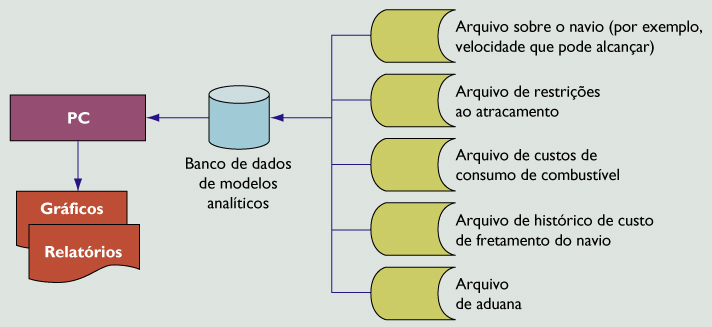 PC
Gráficos
Relatórios
Banco de dados
de modelos
analíticos
Arquivo sobre o navio (por exemplo,
velocidade que pode alcançar)
Arquivo de restrições
ao atracamento
Arquivo de custos de
consumo de combustível
Arquivo de histórico de custo
de fretamento do navio
Arquivo
de aduana